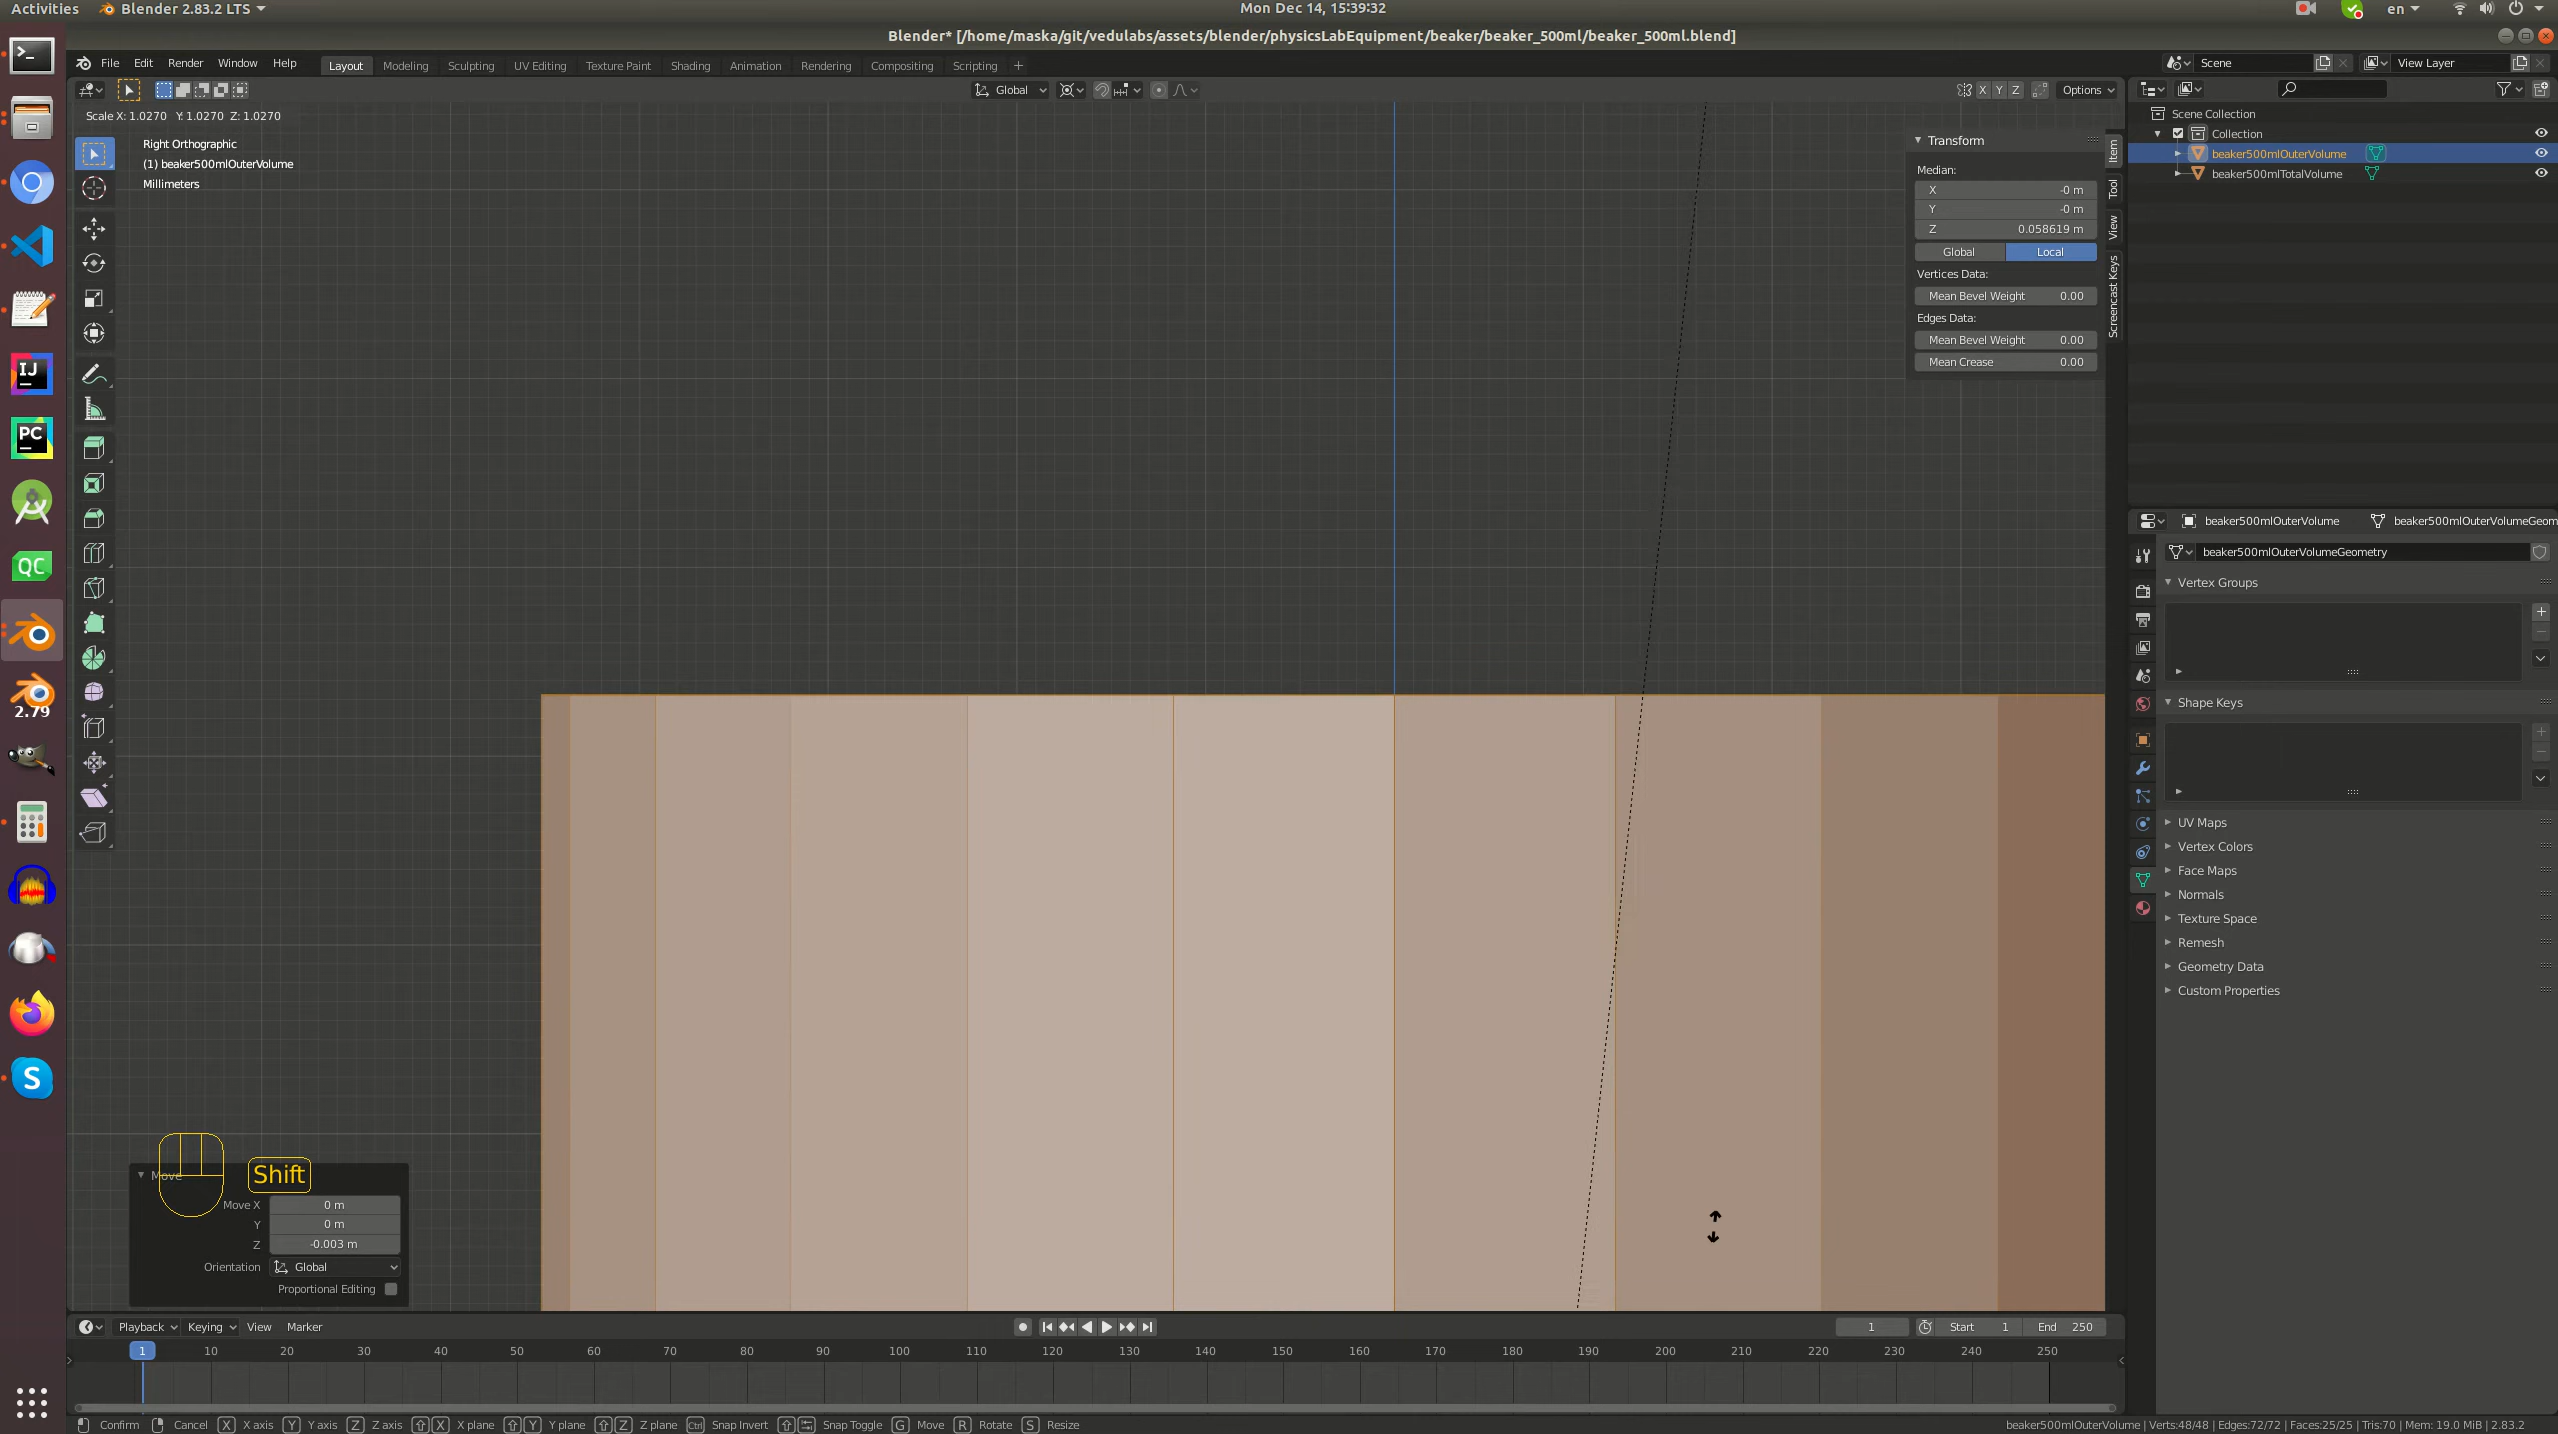 Activities
Blender 2.83.2 LTS
Mon Dec 14, 15:39:32
en
Blender* [/home/maska/git/vedulabs/assets/blender/physicsLabEquipment/beaker/beaker_500ml/beaker_500ml.blend]
File Edit Render Window Help
Layout Modeling Sculpting UV Editing Texture Paint Shading Animation Rendering Compositing Scripting +
Scene
View Layer
Global
X Y Z
Options
Scale X: 1.0270 Y: 1.0270 Z: 1.0270
Right Orthographic
(1) beaker500mlOuterVolume
Millimeters
Transform
Median:
X -0 m
Y -0 m
Z 0.058619 m
Global Local
Vertices Data:
Mean Bevel Weight 0.00
Edges Data:
Mean Bevel Weight 0.00
Mean Crease 0.00
Item
Tool
View
Screencast Keys
Scene Collection
Collection
beaker500mlOuterVolume
beaker500mlTotalVolume
beaker500mlOuterVolume
beaker500mlOuterVolumeGeom
beaker500mlOuterVolumeGeometry
Vertex Groups
Shape Keys
UV Maps
Vertex Colors
Face Maps
Normals
Texture Space
Remesh
Geometry Data
Custom Properties
IJ
PC
QC
2.79
S
Move
Shift
Move X 0 m
Y 0 m
Z -0.003 m
Orientation Global
Proportional Editing
Playback Keying View Marker
1
Start 1
End 250
1 10 20 30 40 50 60 70 80 90 100 110 120 130 140 150 160 170 180 190 200 210 220 230 240 250
Confirm Cancel X X axis Y Y axis Z Z axis X X plane Y Y plane Z Z plane Ctrl Snap Invert Snap Toggle G Move R Rotate S Resize
beaker500mlOuterVolume | Verts:48/48 | Edges:72/72 | Faces:25/25 | Tris:70 | Mem: 19.0 MiB | 2.83.2